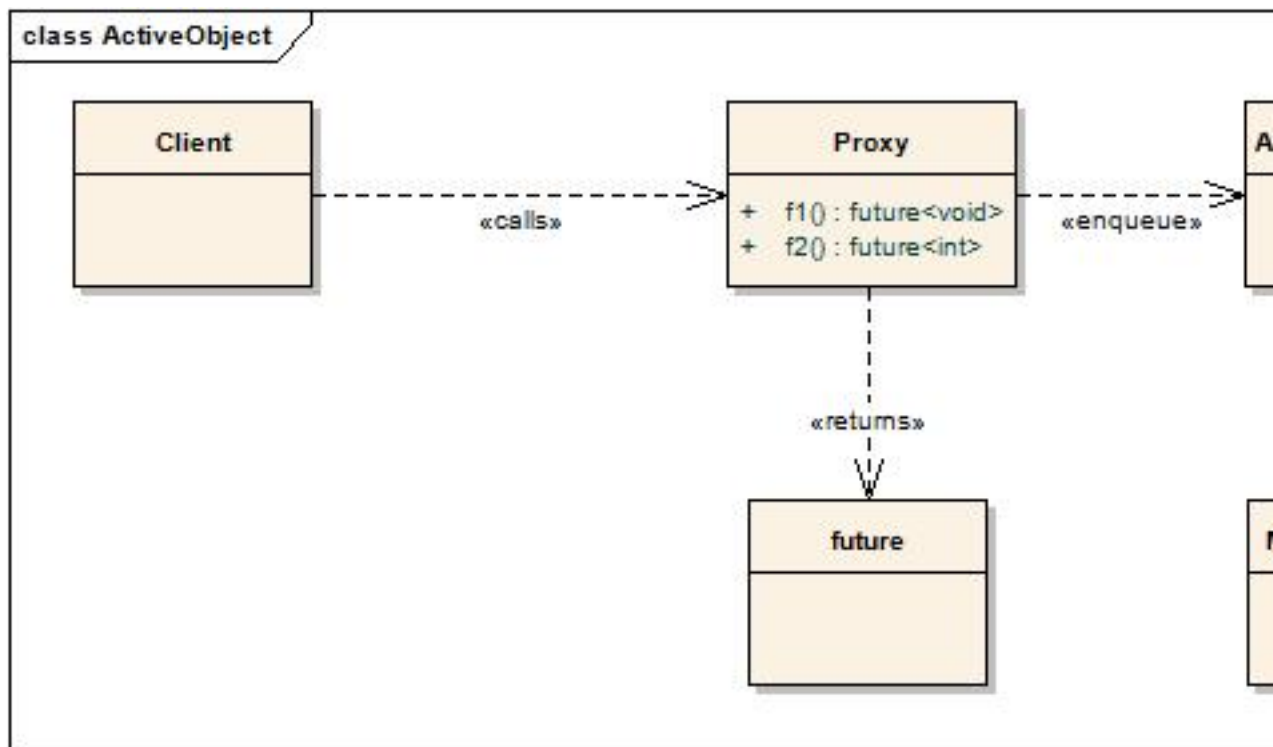 class ActiveObject
Client
Proxy
+ f1() : future<void>
+ f2() : future<int>
«calls»
«enqueue»
«returns»
future